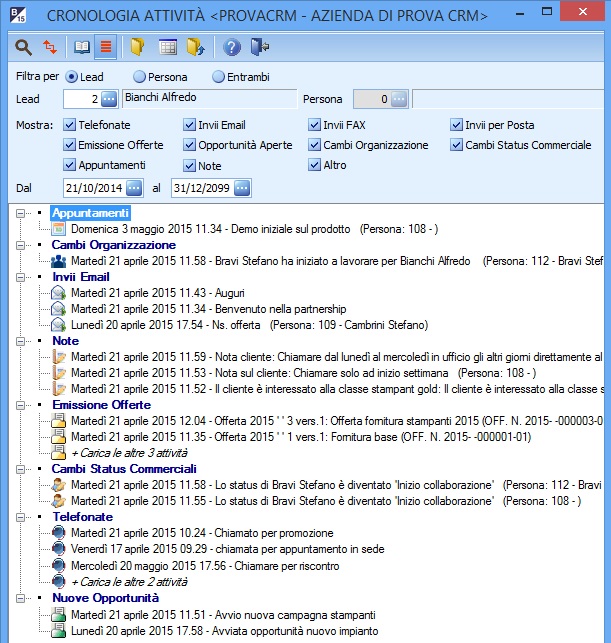 CRONOLOGIA ATTIVITÀ <PROVACRM - AZIENDA DI PROVA CRM>
Filtra per Lead Persona Entrambi
Lead 2 Bianchi Alfredo Persona 0
Mostra: Telefonate Invii Email Invii FAX Invii per Posta
Emissione Offerte Opportunità Aperte Cambi Organizzazione Cambi Status Commerciale
Appuntamenti Note Altro
Dal 21/10/2014 al 31/12/2099
Appuntamenti
Domenica 3 maggio 2015 11.34 - Demo iniziale sul prodotto (Persona: 108 - )
Cambi Organizzazione
Martedì 21 aprile 2015 11.58 - Bravi Stefano ha iniziato a lavorare per Bianchi Alfredo (Persona: 112 - Bravi Stef
Invii Email
Martedì 21 aprile 2015 11.43 - Auguri
Martedì 21 aprile 2015 11.34 - Benvenuto nella partnership
Lunedì 20 aprile 2015 17.54 - Ns. offerta (Persona: 109 - Cambrini Stefano)
Note
Martedì 21 aprile 2015 11.59 - Nota cliente: Chiamare dal lunedì al mercoledì in ufficio gli altri giorni direttamente al
Martedì 21 aprile 2015 11.53 - Nota sul cliente: Chiamare solo ad inizio settimana (Persona: 108 - )
Martedì 21 aprile 2015 11.52 - Il cliente è interessato alla classe stampant gold: Il cliente è interessato alla classe s
Emissione Offerte
Martedì 21 aprile 2015 12.04 - Offerta 2015 ' ' 3 vers.1: Offerta fornitura stampanti 2015 (OFF. N. 2015- -000003-0
Martedì 21 aprile 2015 11.35 - Offerta 2015 ' ' 1 vers.1: Fornitura base (OFF. N. 2015- -000001-01)
+ Carica le altre 3 attività
Cambi Status Commerciali
Martedì 21 aprile 2015 11.58 - Lo status di Bravi Stefano è diventato 'Inizio collaborazione' (Persona: 112 - Bravi
Martedì 21 aprile 2015 11.55 - Lo status di Bravi Stefano è diventato 'Inizio collaborazione' (Persona: 108 - )
Telefonate
Martedì 21 aprile 2015 10.24 - Chiamato per promozione
Venerdì 17 aprile 2015 09.29 - chiamata per appuntamento in sede
Mercoledì 20 maggio 2015 17.56 - Chiamare per riscontro
+ Carica le altre 2 attività
Nuove Opportunità
Martedì 21 aprile 2015 11.51 - Avvio nuova campagna stampanti
Lunedì 20 aprile 2015 17.58 - Avviata opportunità nuovo impianto